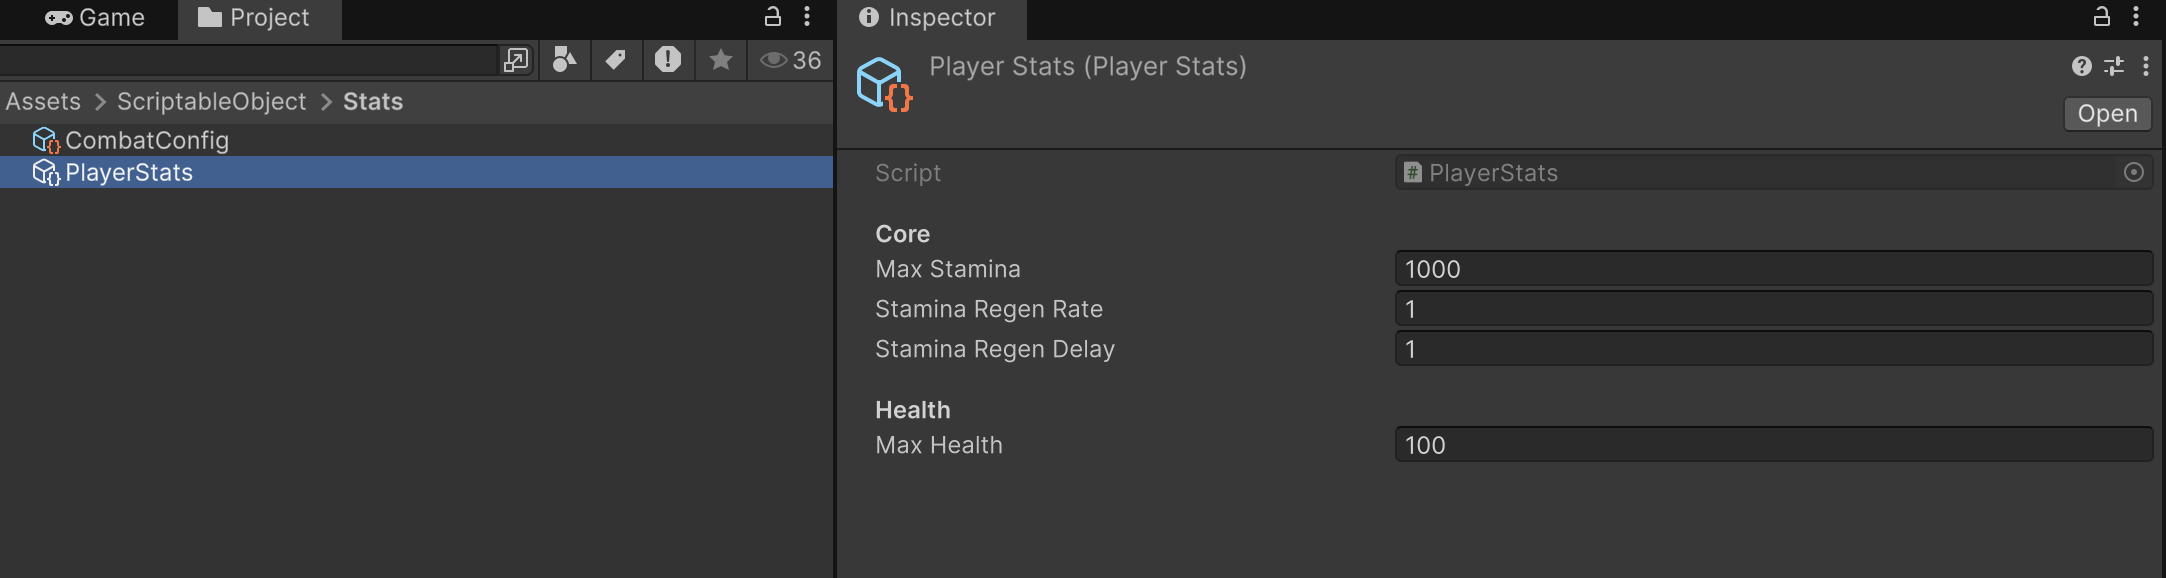 Game
Project
36
Assets > ScriptableObject > Stats
CombatConfig
PlayerStats
Inspector
Player Stats (Player Stats)
Open
Script
PlayerStats
Core
Max Stamina
1000
Stamina Regen Rate
1
Stamina Regen Delay
1
Health
Max Health
100